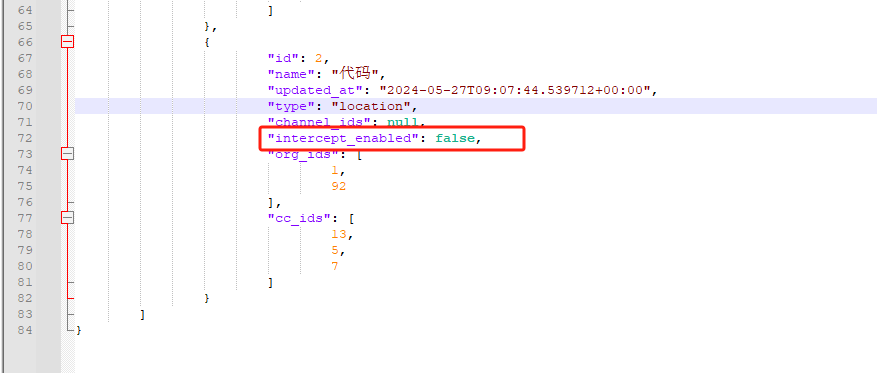 64 ]
65 },
66 {
67 "id": 2,
68 "name": "代码",
69 "updated_at": "2024-05-27T09:07:44.539712+00:00",
70 "type": "location",
71 "channel_ids": null,
72 "intercept_enabled": false,
73 "org_ids": [
74 1,
75 92
76 ],
77 "cc_ids": [
78 13,
79 5,
80 7
81 ]
82 }
83 ]
84 }